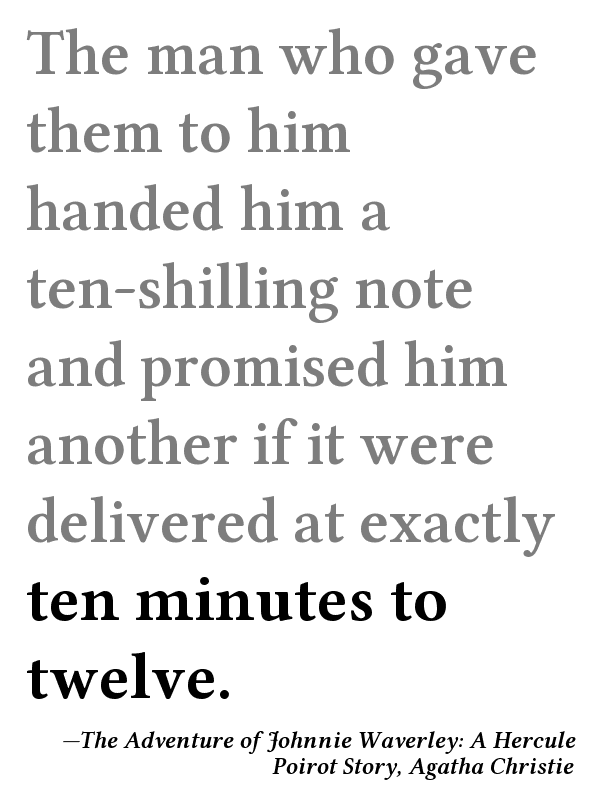 The man who gave
them to him
handed him a
ten-shilling note
and promised him
another if it were
delivered at exactly
ten minutes to
twelve.
—The Adventure of Johnnie Waverley: A Hercule
Poirot Story, Agatha Christie